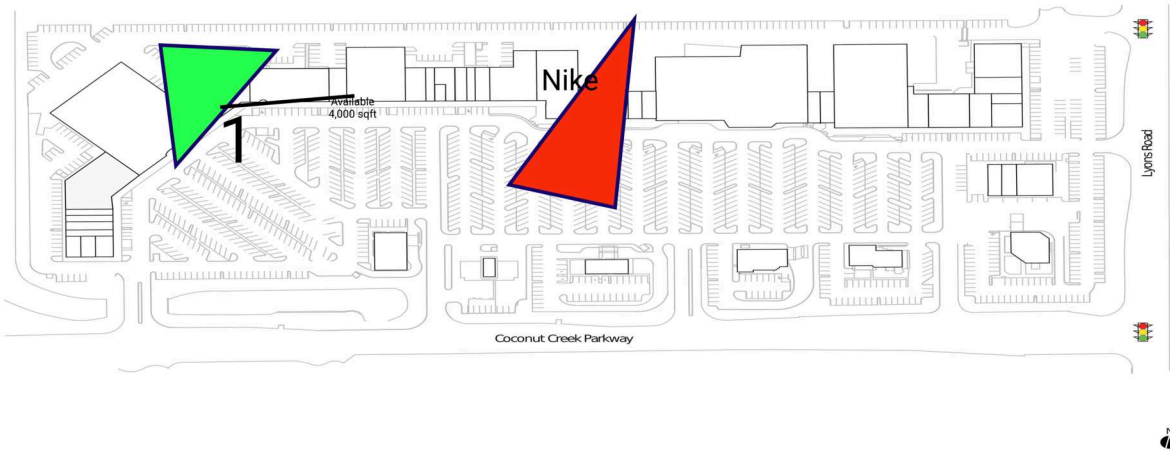 Nike
Available
4,000 sqft
1
Lyons Road
Coconut Creek Parkway
N